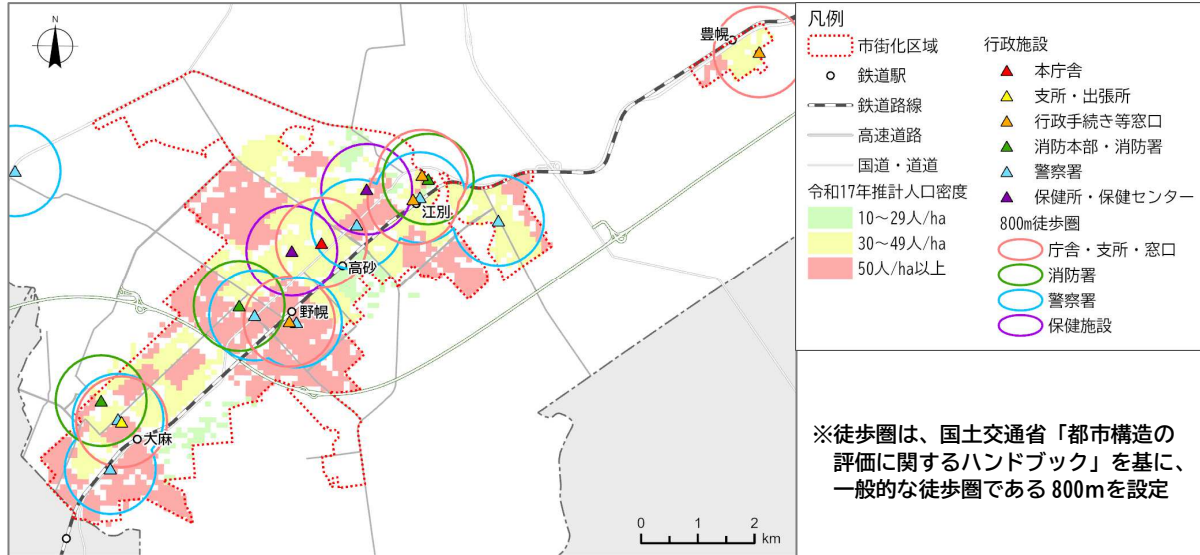 N
豊幌
江別
高砂
野幌
大麻
0 1 2
km
凡例
市街化区域
鉄道駅
鉄道路線
高速道路
国道・道道
令和17年推計人口密度
10～29人/ha
30～49人/ha
50人/ha以上
行政施設
本庁舎
支所・出張所
行政手続き等窓口
消防本部・消防署
警察署
保健所・保健センター
800m徒歩圏
庁舎・支所・窓口
消防署
警察署
保健施設
※徒歩圏は、国土交通省「都市構造の
評価に関するハンドブック」を基に、
一般的な徒歩圏である800mを設定